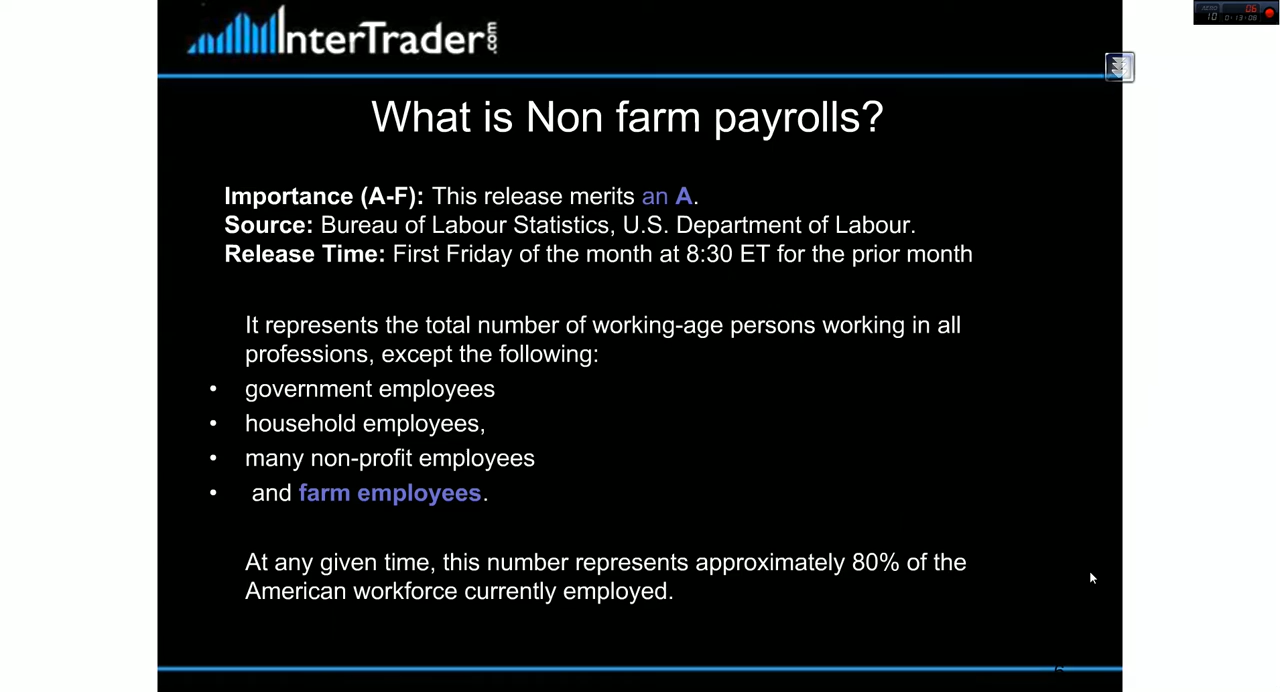 InterTrader.com
What is Non farm payrolls?
Importance (A-F): This release merits an A.
Source: Bureau of Labour Statistics, U.S. Department of Labour.
Release Time: First Friday of the month at 8:30 ET for the prior month
It represents the total number of working-age persons working in all
professions, except the following:
• government employees
• household employees,
• many non-profit employees
• and farm employees.
At any given time, this number represents approximately 80% of the
American workforce currently employed.